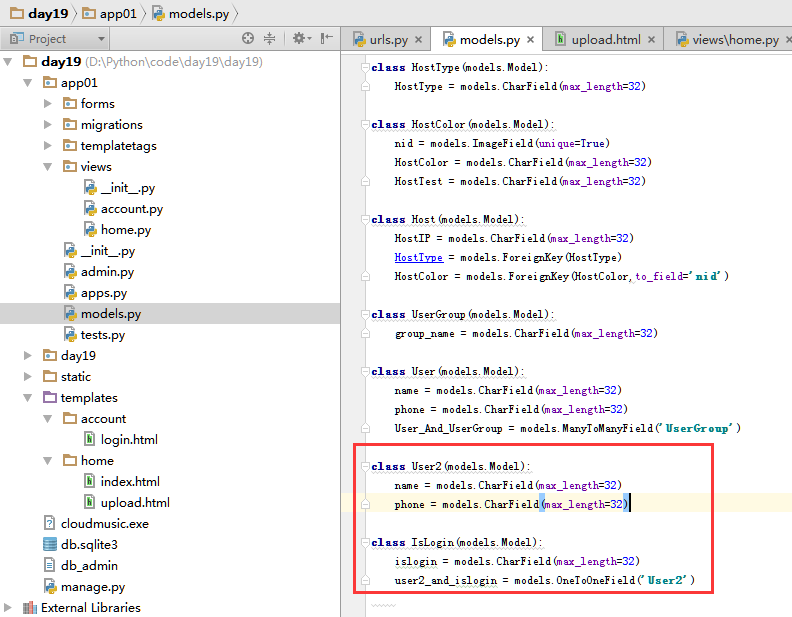 day19 app01 models.py
Project
urls.py models.py upload.html views\home.py
day19 (D:\Python\code\day19\day19)
app01
forms
migrations
templatetags
views
__init__.py
account.py
home.py
__init__.py
admin.py
apps.py
models.py
tests.py
day19
static
templates
account
login.html
home
index.html
upload.html
cloudmusic.exe
db.sqlite3
db_admin
manage.py
External Libraries
class HostType(models.Model):
HostType = models.CharField(max_length=32)
class HostColor(models.Model):
nid = models.ImageField(unique=True)
HostColor = models.CharField(max_length=32)
HostTest = models.CharField(max_length=32)
class Host(models.Model):
HostIP = models.CharField(max_length=32)
HostType = models.ForeignKey(HostType)
HostColor = models.ForeignKey(HostColor,to_field='nid')
class UserGroup(models.Model):
group_name = models.CharField(max_length=32)
class User(models.Model):
name = models.CharField(max_length=32)
phone = models.CharField(max_length=32)
User_And_UserGroup = models.ManyToManyField('UserGroup')
class User2(models.Model):
name = models.CharField(max_length=32)
phone = models.CharField(max_length=32)
class IsLogin(models.Model):
islogin = models.CharField(max_length=32)
user2_and_islogin = models.OneToOneField('User2')